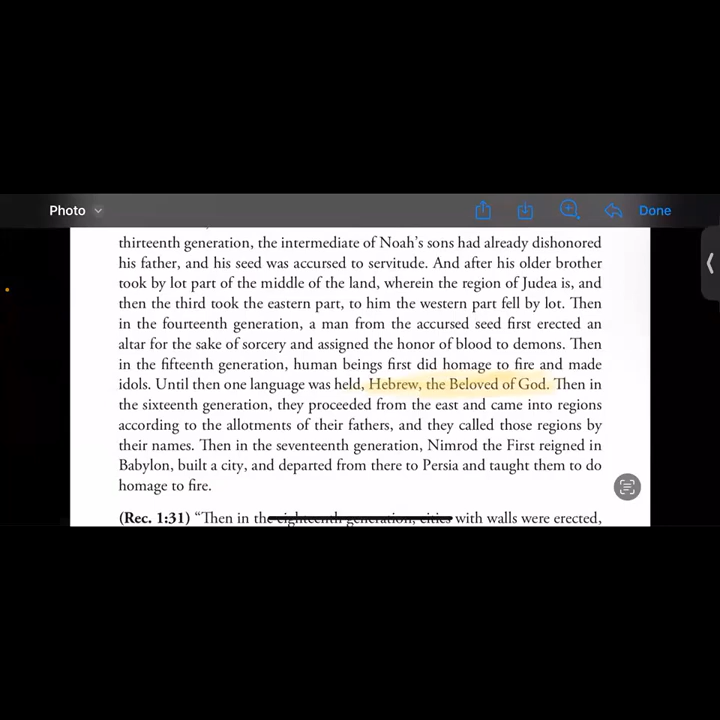 Photo
Done
thirteenth generation, the intermediate of Noah's sons had already dishonored
his father, and his seed was accursed to servitude. And after his older brother
took by lot part of the middle of the land, wherein the region of Judea is, and
then the third took the eastern part, to him the western part fell by lot. Then
in the fourteenth generation, a man from the accursed seed first erected an
altar for the sake of sorcery and assigned the honor of blood to demons. Then
in the fifteenth generation, human beings first did homage to fire and made
idols. Until then one language was held, Hebrew, the Beloved of God. Then in
the sixteenth generation, they proceeded from the east and came into regions
according to the allotments of their fathers, and they called those regions by
their names. Then in the seventeenth generation, Nimrod the First reigned in
Babylon, built a city, and departed from there to Persia and taught them to do
homage to fire.
(Rec. 1:31) “Then in the eighteenth generation, cities with walls were erected,